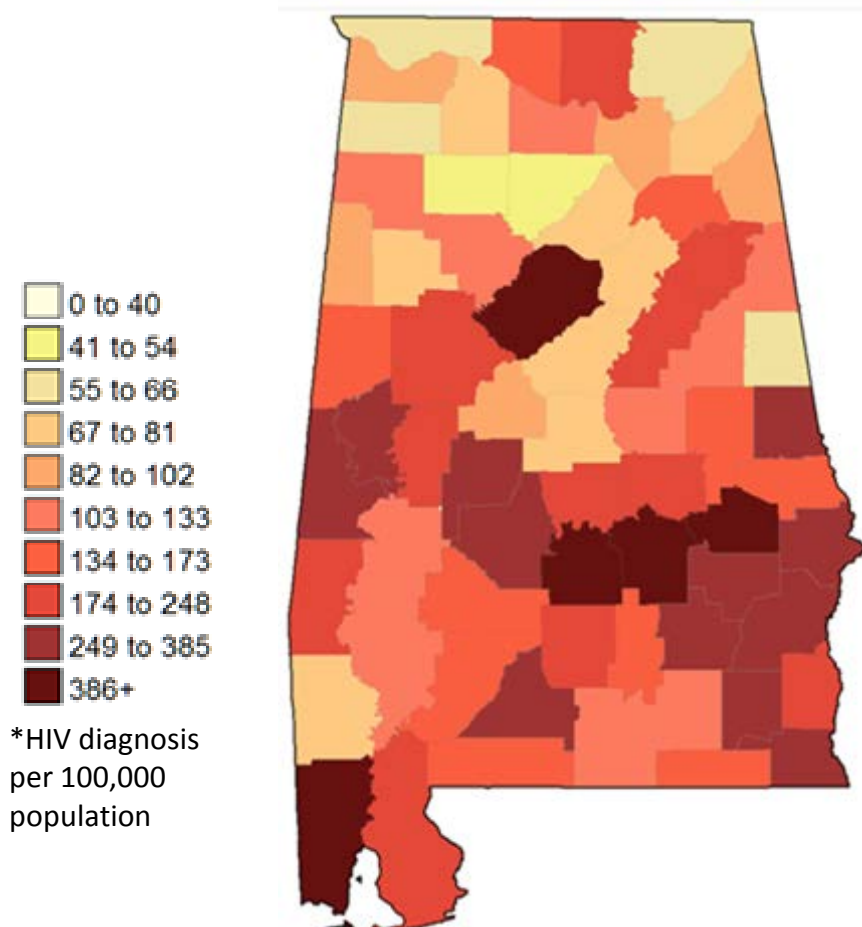 0 to 40
41 to 54
55 to 66
67 to 81
82 to 102
103 to 133
134 to 173
174 to 248
249 to 385
386+
*HIV diagnosis
per 100,000
population